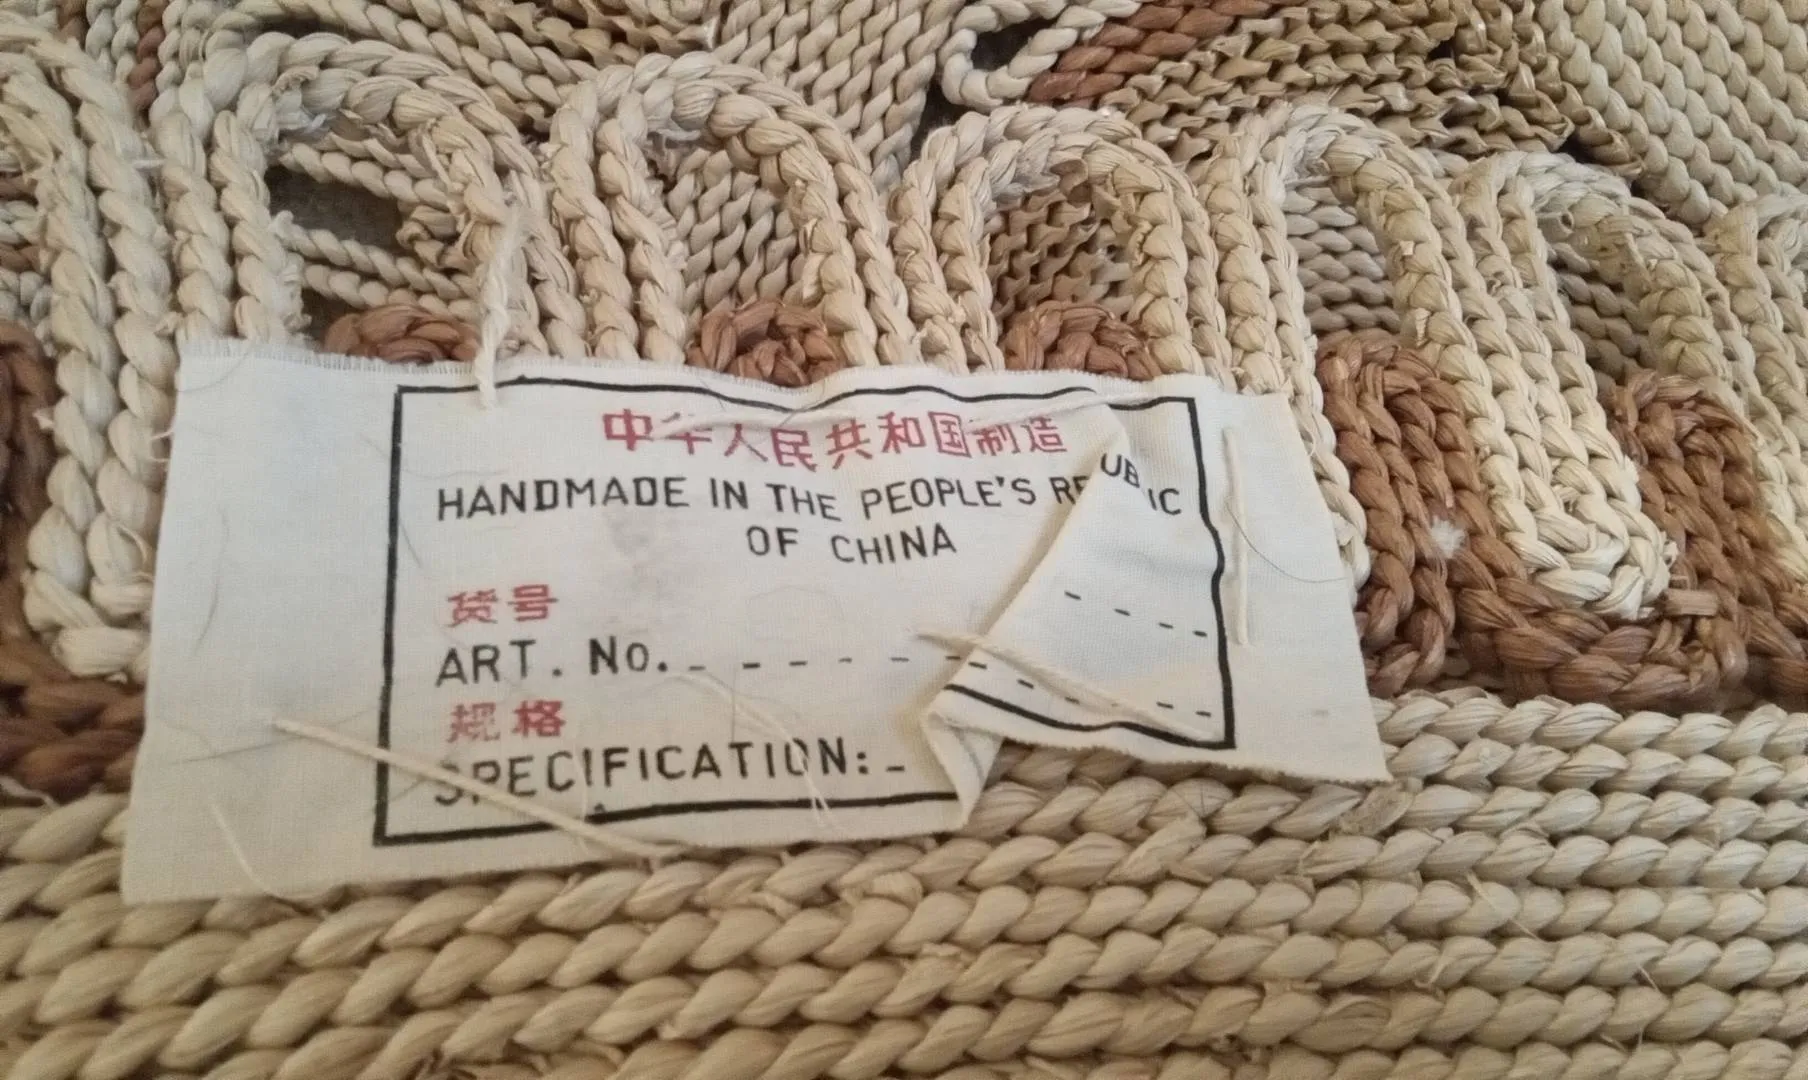 中华人民共和国制造
HANDMADE IN THE PEOPLE'S
OF CHINA
货号
ART. No.
规格
SPECIFICATION: